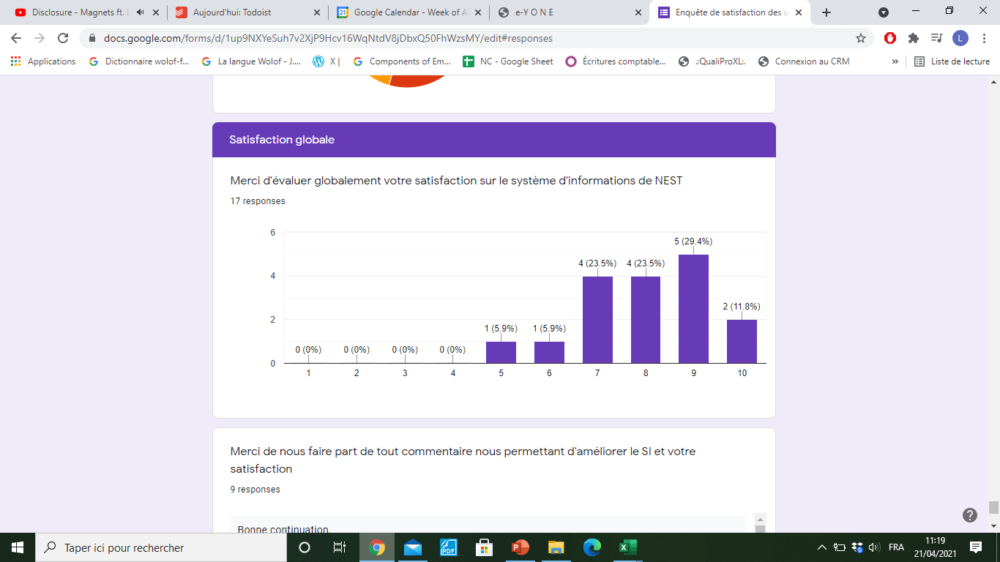 Disclosure - Magnets ft. L
Aujourd'hui: Todoist
Google Calendar - Week of A
e-Y O N E
Enquête de satisfaction des u
docs.google.com/forms/d/1up9NXYeSuh7v2XjP9Hcv16WqNtdV8jDbxQ50FhWzsMY/edit#responses
L
Applications
Dictionnaire wolof-f...
La langue Wolof - J....
X |
Components of Em...
NC - Google Sheet
Écritures comptable...
.:QualiProXL:.
Connexion au CRM
»
Liste de lecture
Satisfaction globale
Merci d'évaluer globalement votre satisfaction sur le système d'informations de NEST
17 responses
6
4
2
0
0 (0%)
0 (0%)
0 (0%)
0 (0%)
1 (5.9%)
1 (5.9%)
4 (23.5%)
4 (23.5%)
5 (29.4%)
2 (11.8%)
1
2
3
4
5
6
7
8
9
10
Merci de nous faire part de tout commentaire nous permettant d'améliorer le SI et votre
satisfaction
9 responses
Bonne continuation.
Taper ici pour rechercher
FRA
11:19
21/04/2021